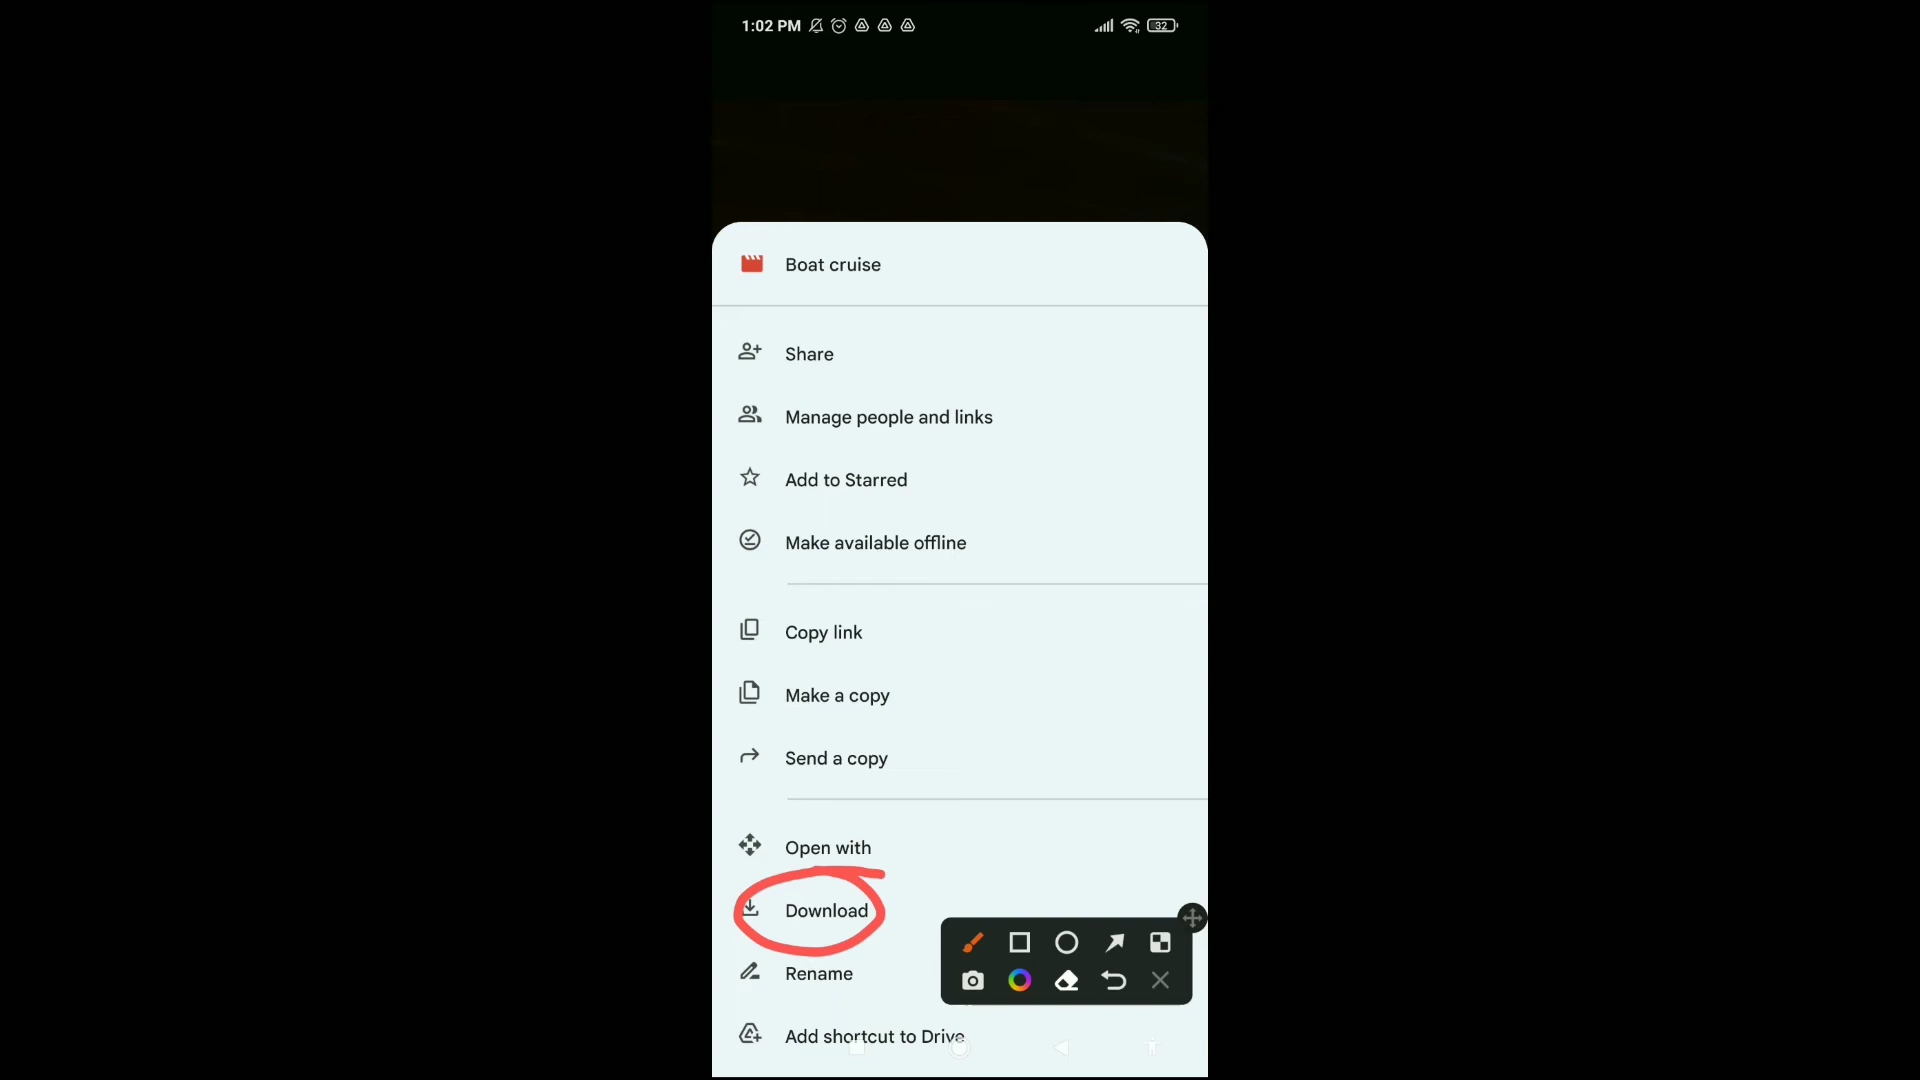 1:02 PM
32
Boat cruise
Share
Manage people and links
Add to Starred
Make available offline
Copy link
Make a copy
Send a copy
Open with
Download
Rename
Add shortcut to Drive